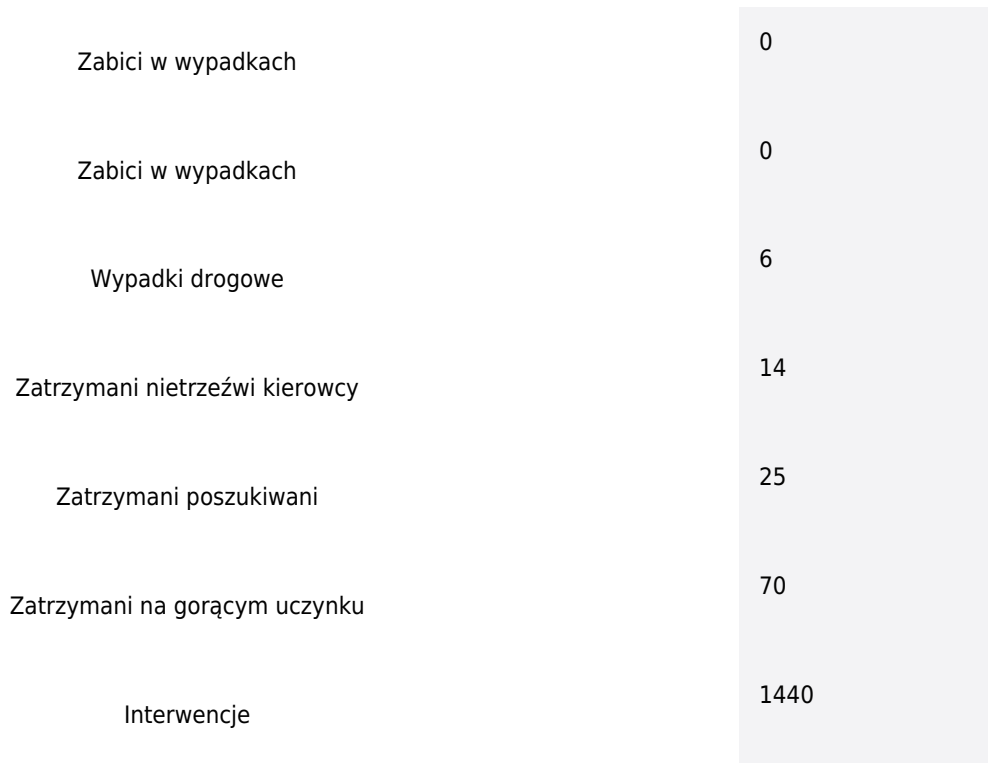 Zabici w wypadkach 0
Zabici w wypadkach 0
Wypadki drogowe 6
Zatrzymani nietrzeźwi kierowcy 14
Zatrzymani poszukiwani 25
Zatrzymani na gorącym uczynku 70
Interwencje 1440